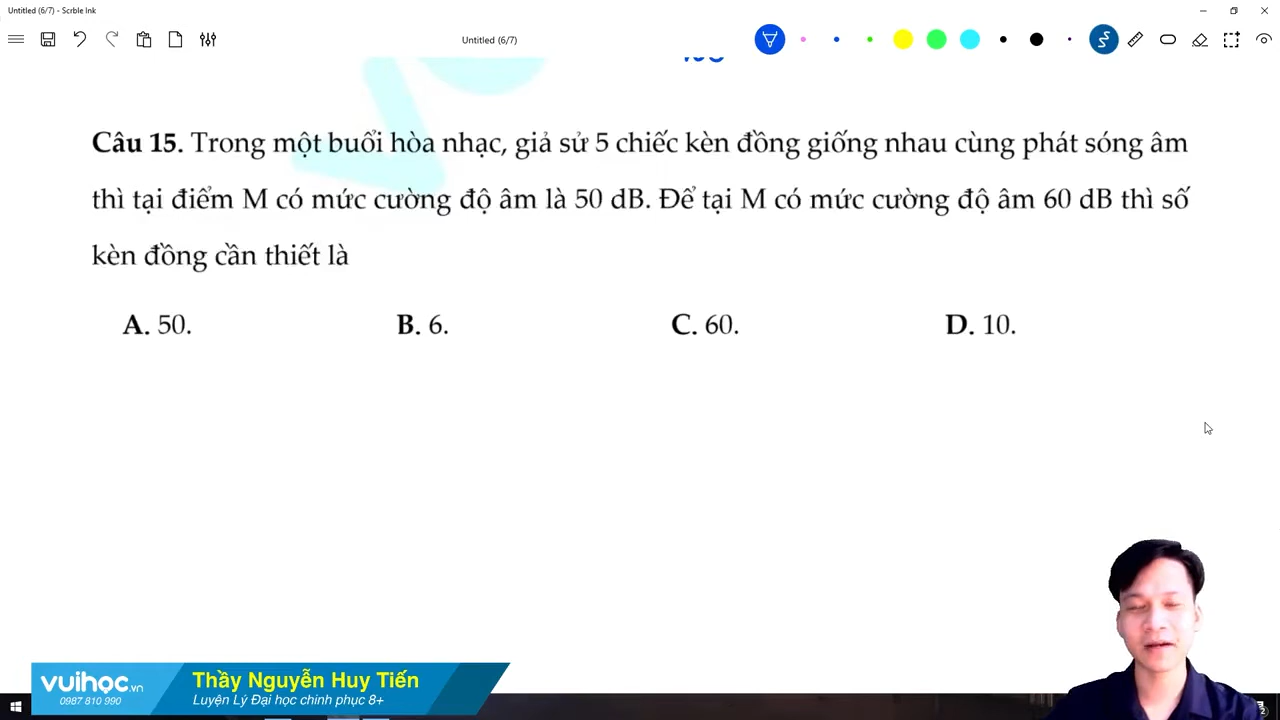 Untitled (6/7) - Scrble Ink
Untitled (6/7)
Câu 15. Trong một buổi hòa nhạc, giả sử 5 chiếc kèn đồng giống nhau cùng phát sóng âm
thì tại điểm M có mức cường độ âm là 50 dB. Để tại M có mức cường độ âm 60 dB thì số
kèn đồng cần thiết là
A. 50. B. 6. C. 60. D. 10.
vuihọc.vn
0987 810 990
Thầy Nguyễn Huy Tiến
Luyện Lý Đại học chinh phục 8+